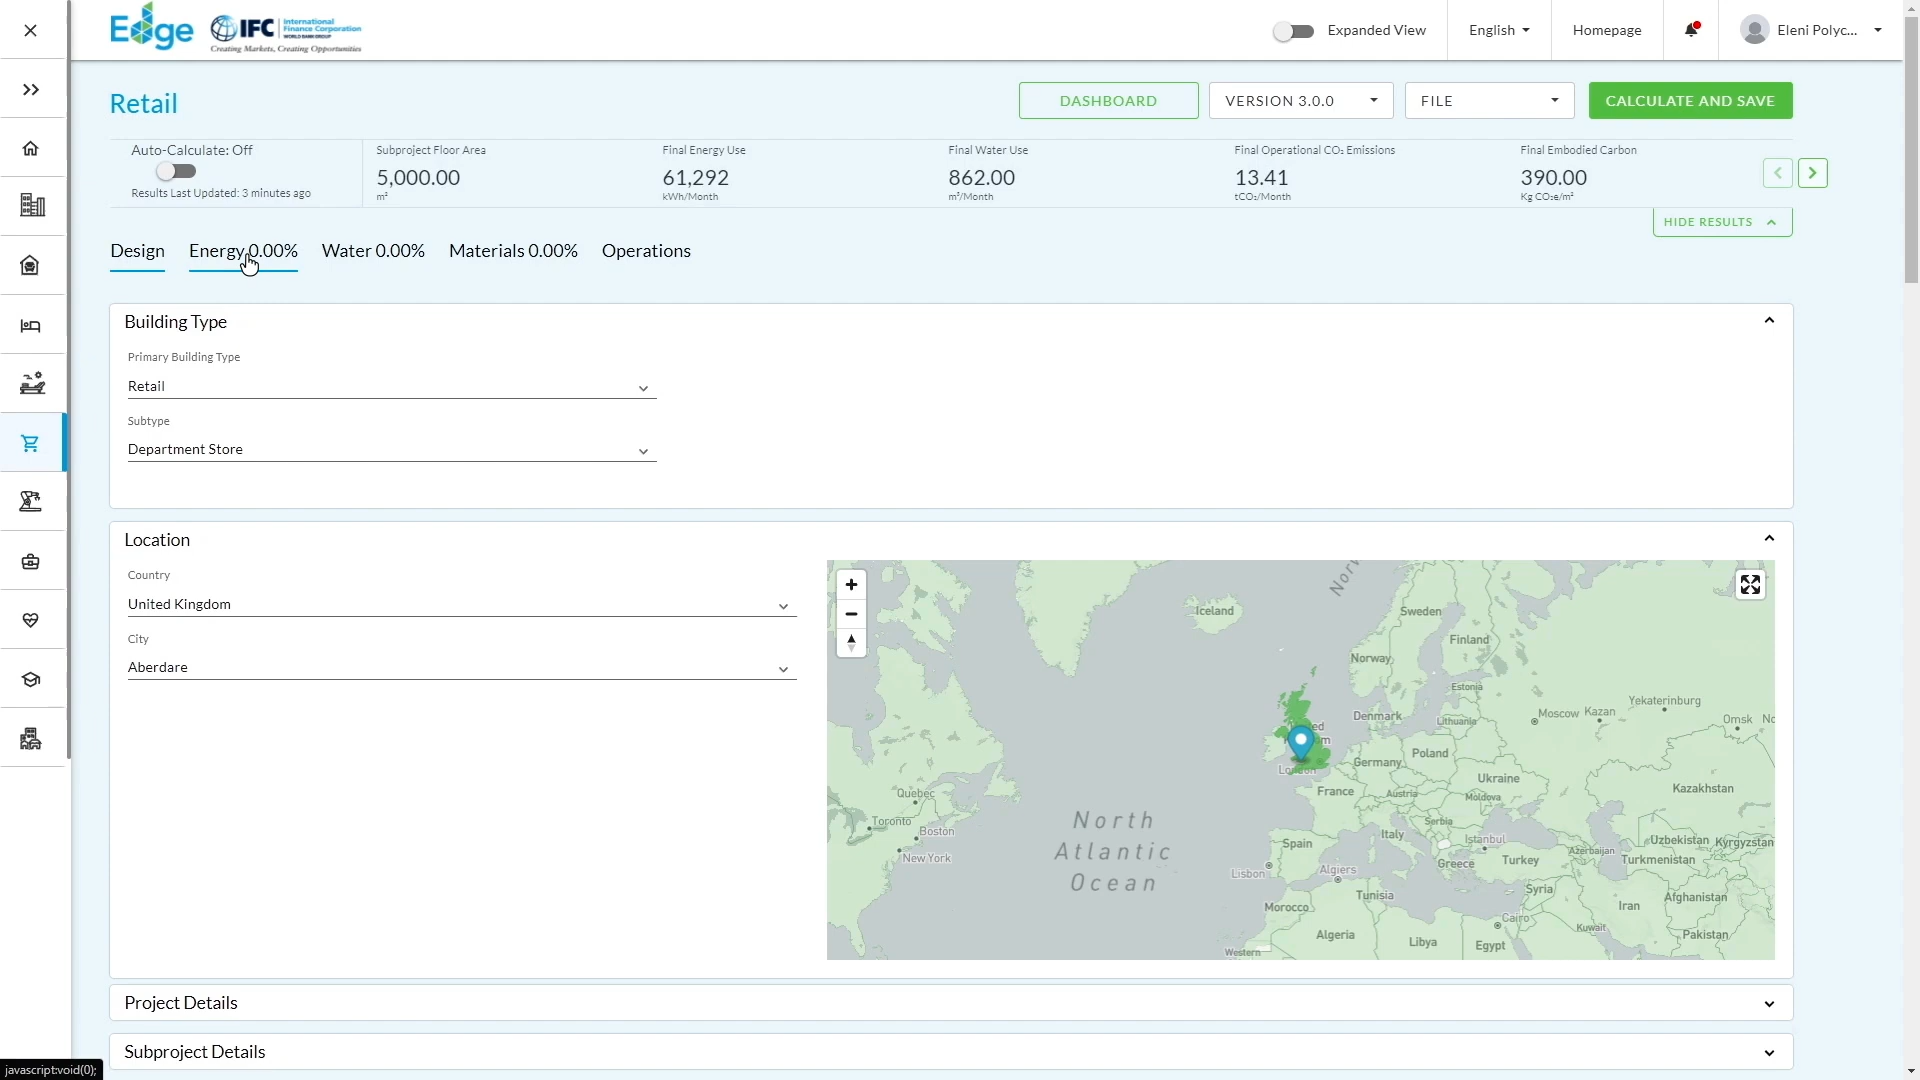 Edge
IFC International Finance Corporation
WORLD BANK GROUP
Creating Markets, Creating Opportunities
Expanded View
English
Homepage
Eleni Polyc...
Retail
DASHBOARD
VERSION 3.0.0
FILE
CALCULATE AND SAVE
Auto-Calculate: Off
Results Last Updated: 3 minutes ago
Subproject Floor Area
5,000.00
m²
Final Energy Use
61,292
kWh/Month
Final Water Use
862.00
m³/Month
Final Operational CO₂ Emissions
13.41
tCO₂/Month
Final Embodied Carbon
390.00
Kg CO₂e/m²
HIDE RESULTS
Design
Energy 0.00%
Water 0.00%
Materials 0.00%
Operations
Building Type
Primary Building Type
Retail
Subtype
Department Store
Location
Country
United Kingdom
City
Aberdare
Iceland
Sweden
Finland
Norway
Estonia
Denmark
Lithuania
Moscow
Kazan
Yekaterinburg
Omsk
London
Germany
Poland
Ukraine
Kazakhstan
France
Austria
Moldova
Serbia
Quebec
Toronto
Boston
New York
North
Atlantic
Ocean
Spain
Italy
Istanbul
Lisbon
Algiers
Greece
Turkey
Azerbaijan
Uzbekistan
Kyrgyzstan
Turkmenistan
Tunisia
Syria
Morocco
Iran
Afghanistan
Cairo
Kuwait
Algeria
Libya
Egypt
Pakistan
Western
Project Details
Subproject Details
javascript:void(0);